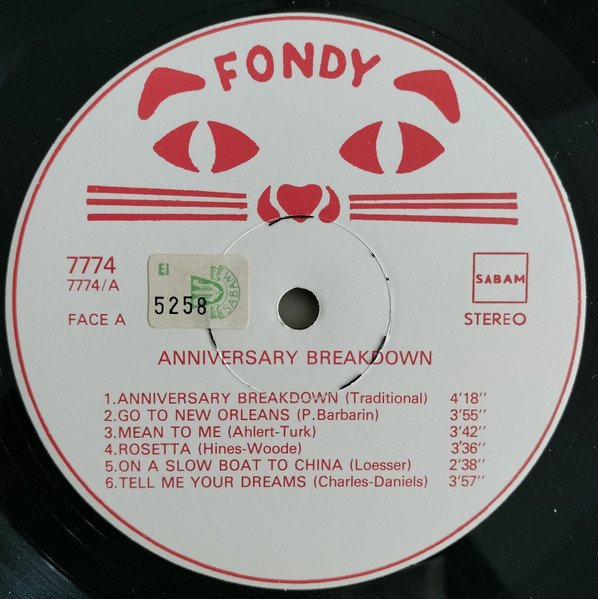 FONDY
7774
7774/A
EI
SABAM
5258
SABAM
FACE A
STEREO
ANNIVERSARY BREAKDOWN
1.ANNIVERSARY BREAKDOWN (Traditional) 4'18''
2.GO TO NEW ORLEANS (P.Barbarin) 3'55''
3.MEAN TO ME (Ahlert-Turk) 3'42''
4.ROSETTA (Hines-Woode) 3'36''
5.ON A SLOW BOAT TO CHINA (Loesser) 2'38''
6.TELL ME YOUR DREAMS (Charles-Daniels) 3'57''